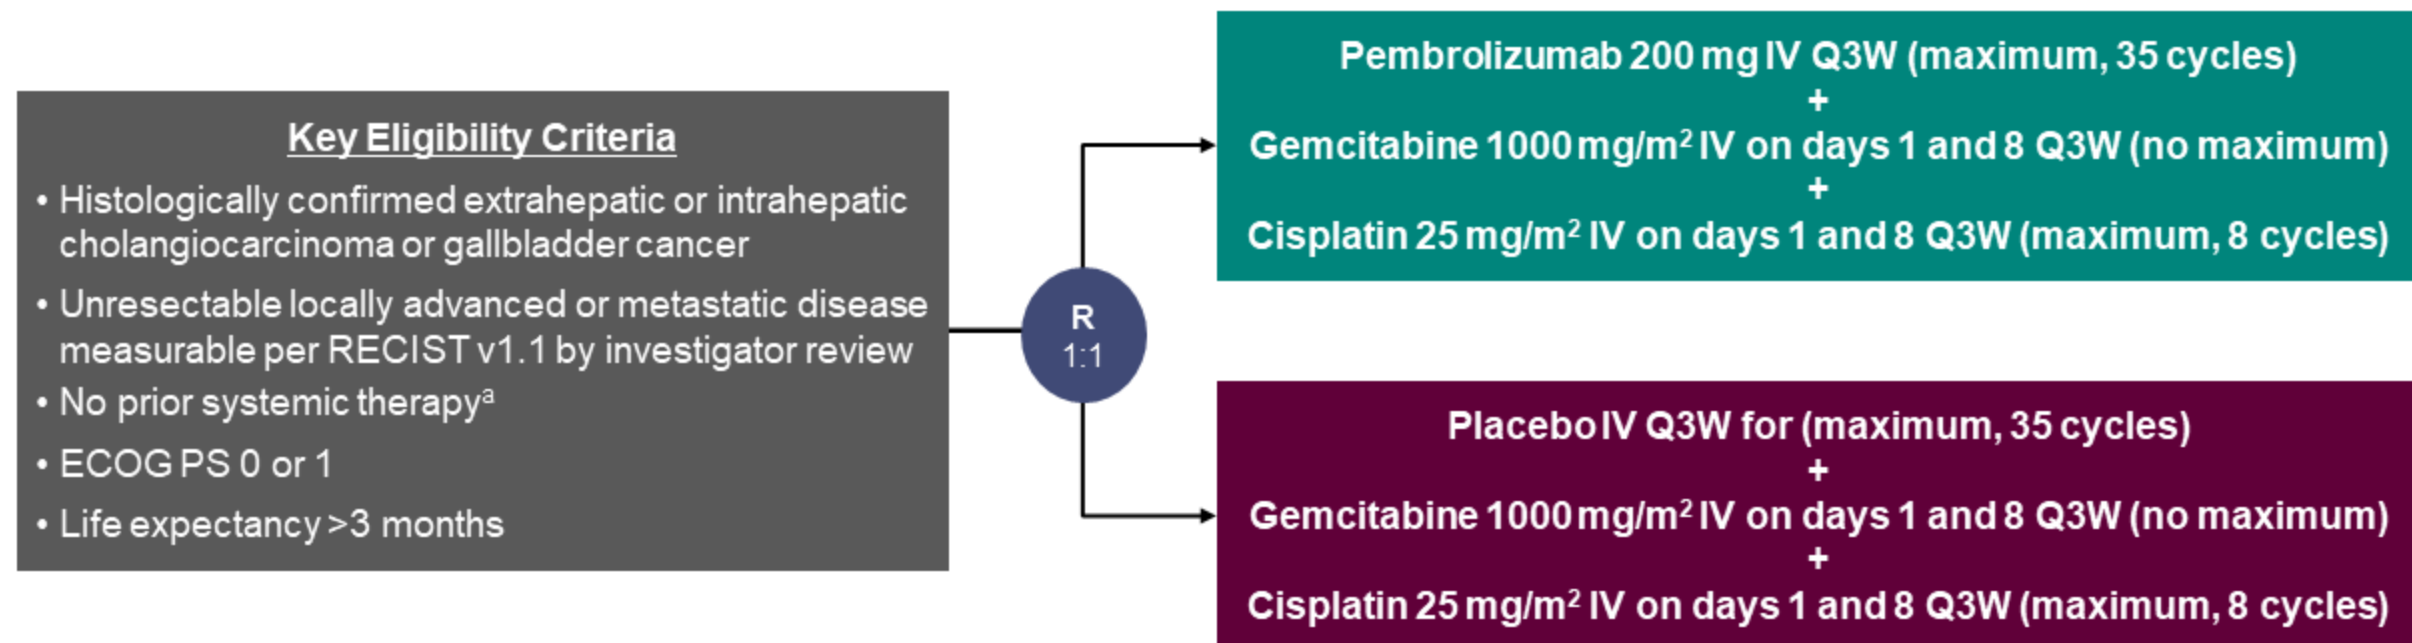 Key Eligibility Criteria
• Histologically confirmed extrahepatic or intrahepatic
cholangiocarcinoma or gallbladder cancer
• Unresectable locally advanced or metastatic disease
measurable per RECIST v1.1 by investigator review
• No prior systemic therapyᵃ
• ECOG PS 0 or 1
• Life expectancy >3 months
R
1:1
Pembrolizumab 200 mg IV Q3W (maximum, 35 cycles)
+
Gemcitabine 1000 mg/m² IV on days 1 and 8 Q3W (no maximum)
+
Cisplatin 25 mg/m² IV on days 1 and 8 Q3W (maximum, 8 cycles)
Placebo IV Q3W for (maximum, 35 cycles)
+
Gemcitabine 1000 mg/m² IV on days 1 and 8 Q3W (no maximum)
+
Cisplatin 25 mg/m² IV on days 1 and 8 Q3W (maximum, 8 cycles)